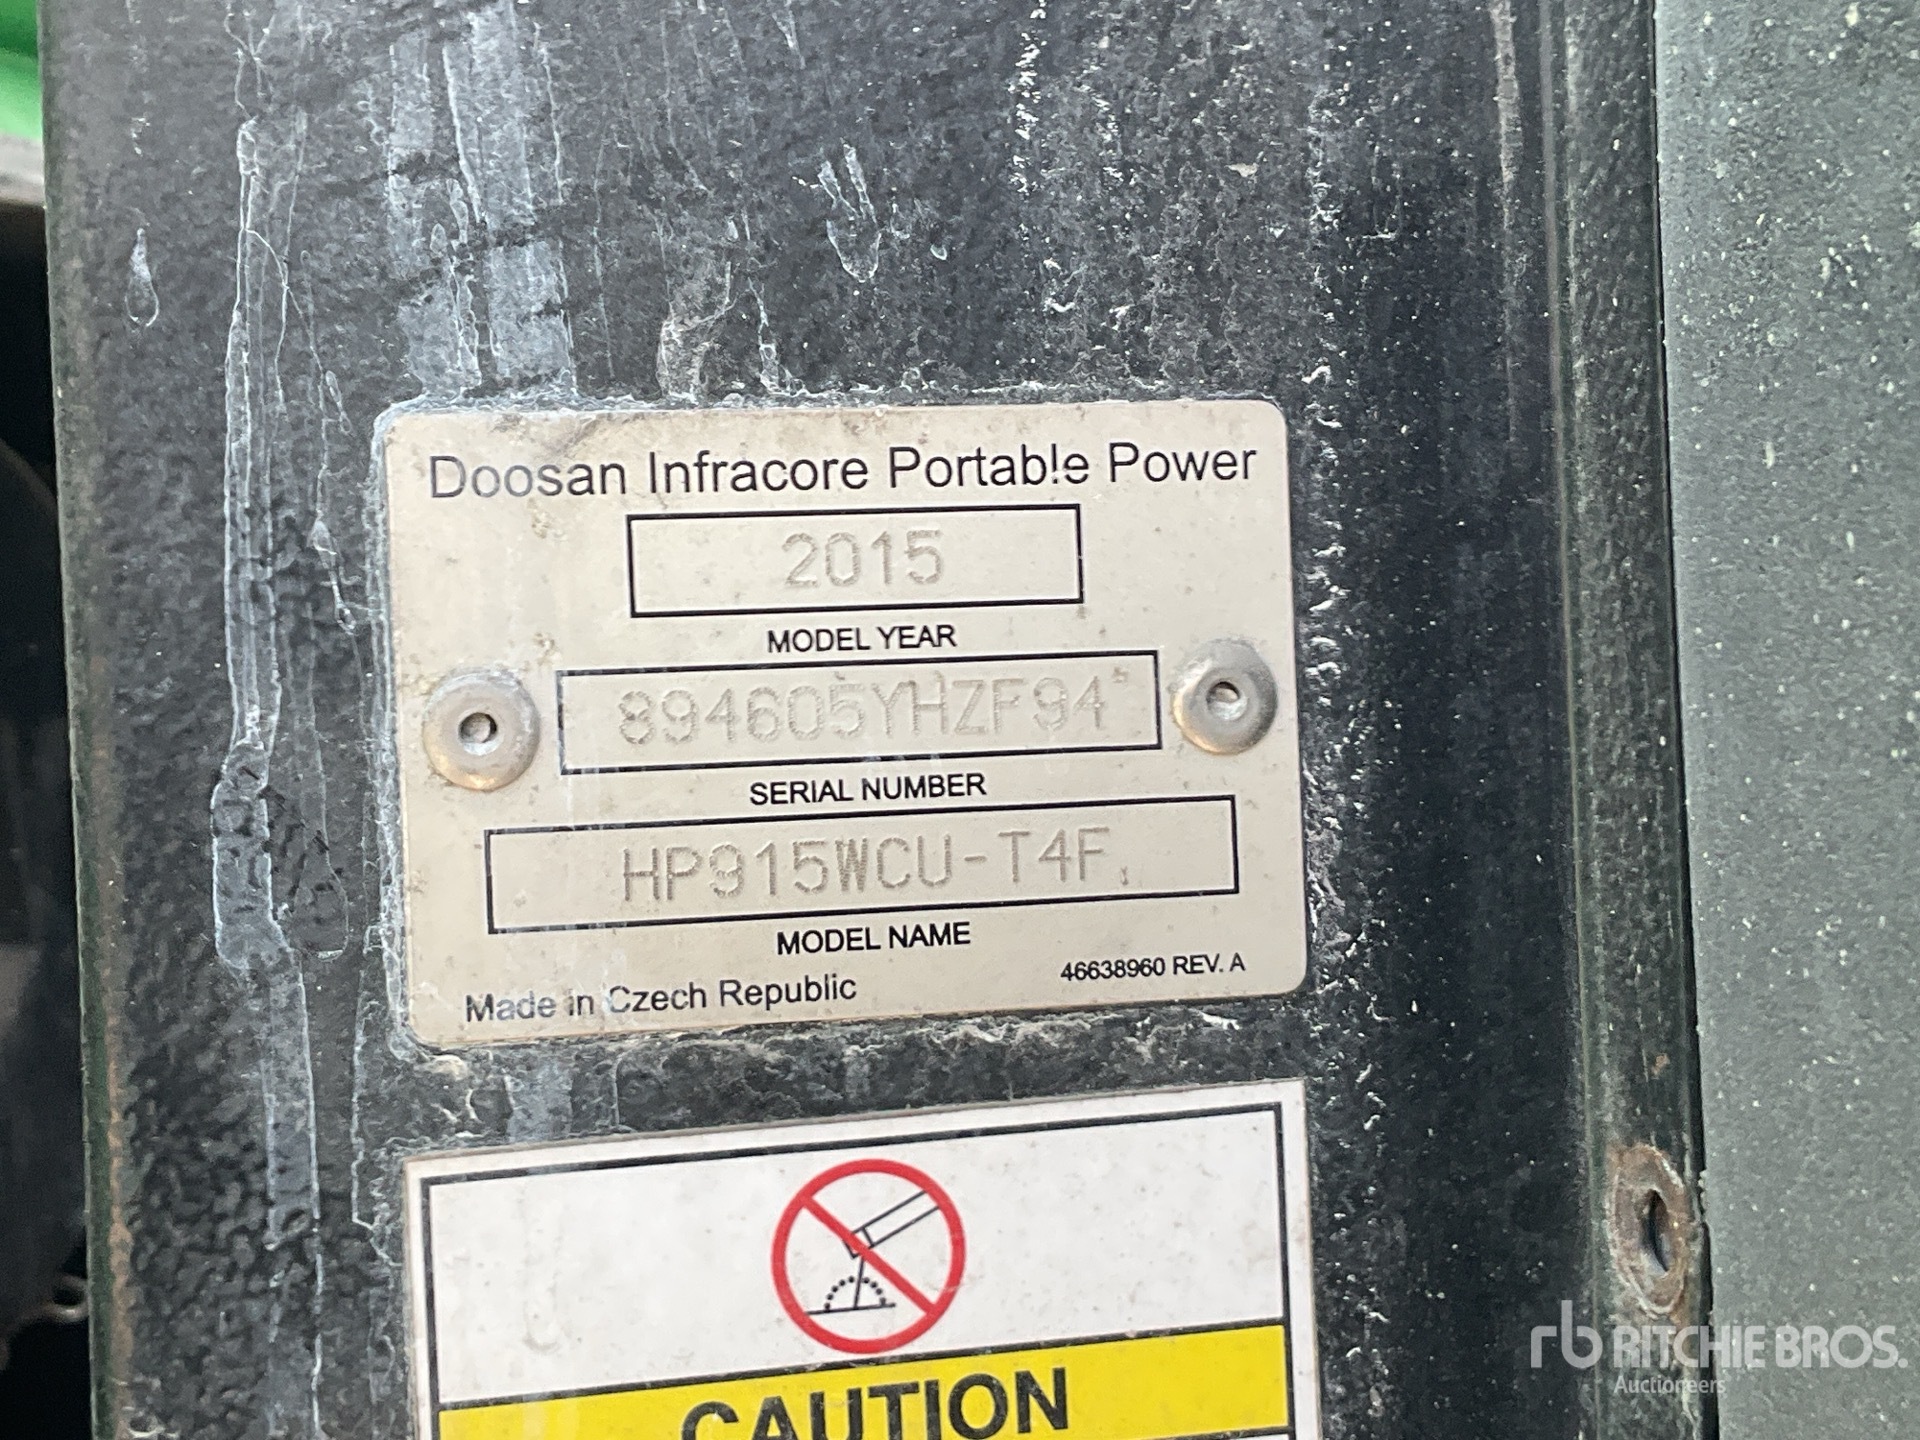 Doosan Infracore Portable Power
2015
MODEL YEAR
894605YHZF94
SERIAL NUMBER
HP915WCU-T4F
MODEL NAME
Made in Czech Republic
46638960 REV. A
CAUTION
rb RITCHIE BROS.
Auctioneers